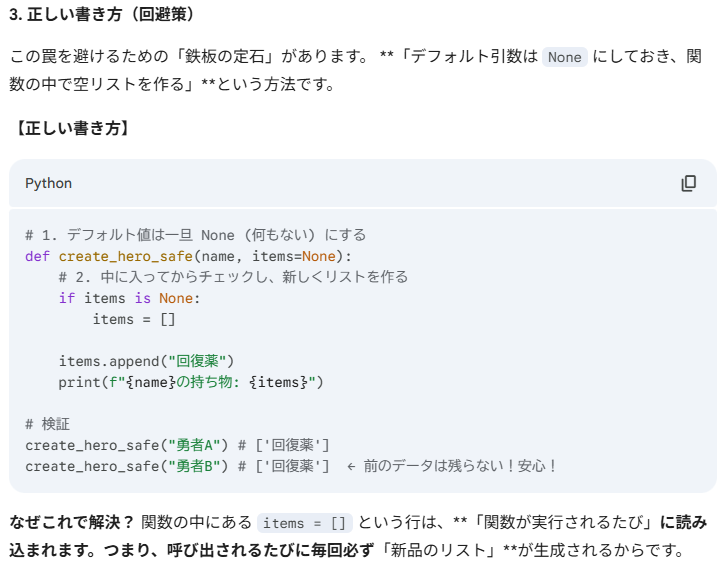 3. 正しい書き方（回避策）
この罠を避けるための「鉄板の定石」があります。 **「デフォルト引数は None にしておき、関
数の中で空リストを作る」**という方法です。
【正しい書き方】
Python
# 1. デフォルト値は一旦 None (何もない) にする
def create_hero_safe(name, items=None):
    # 2. 中に入ってからチェックし、新しくリストを作る
    if items is None:
        items = []
    items.append("回復薬")
    print(f"{name}の持ち物: {items}")
# 検証
create_hero_safe("勇者A") # ['回復薬']
create_hero_safe("勇者B") # ['回復薬']  ← 前のデータは残らない！安心！
なぜこれで解決？ 関数の中にある items = [] という行は、**「関数が実行されるたび」に読み
込まれます。つまり、呼び出されるたびに毎回必ず「新品のリスト」**が生成されるからです。